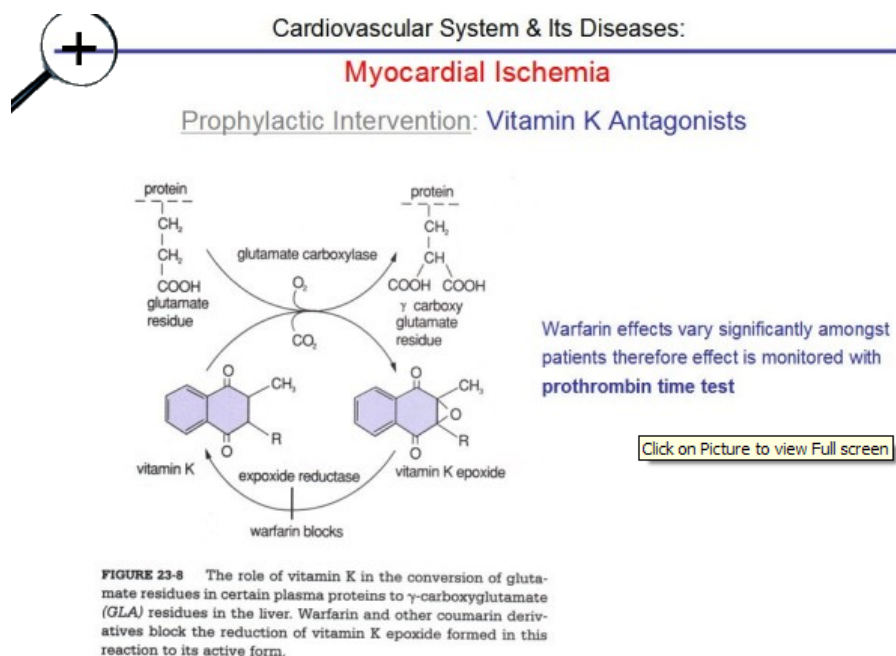 Cardiovascular System & Its Diseases:
Myocardial Ischemia
Prophylactic Intervention: Vitamin K Antagonists
protein
CH₂
CH₂
COOH
glutamate
residue
glutamate carboxylase
O₂
CO₂
protein
CH₂
CH
COOH COOH
γ carboxy
glutamate
residue
Warfarin effects vary significantly amongst
patients therefore effect is monitored with
prothrombin time test
O
CH₃
R
O
vitamin K
O
CH₃
O
R
O
vitamin K epoxide
expoxide reductase
warfarin blocks
Click on Picture to view Full screen
FIGURE 23-8 The role of vitamin K in the conversion of gluta-
mate residues in certain plasma proteins to γ-carboxyglutamate
(GLA) residues in the liver. Warfarin and other coumarin deriv-
atives block the reduction of vitamin K epoxide formed in this
reaction to its active form.